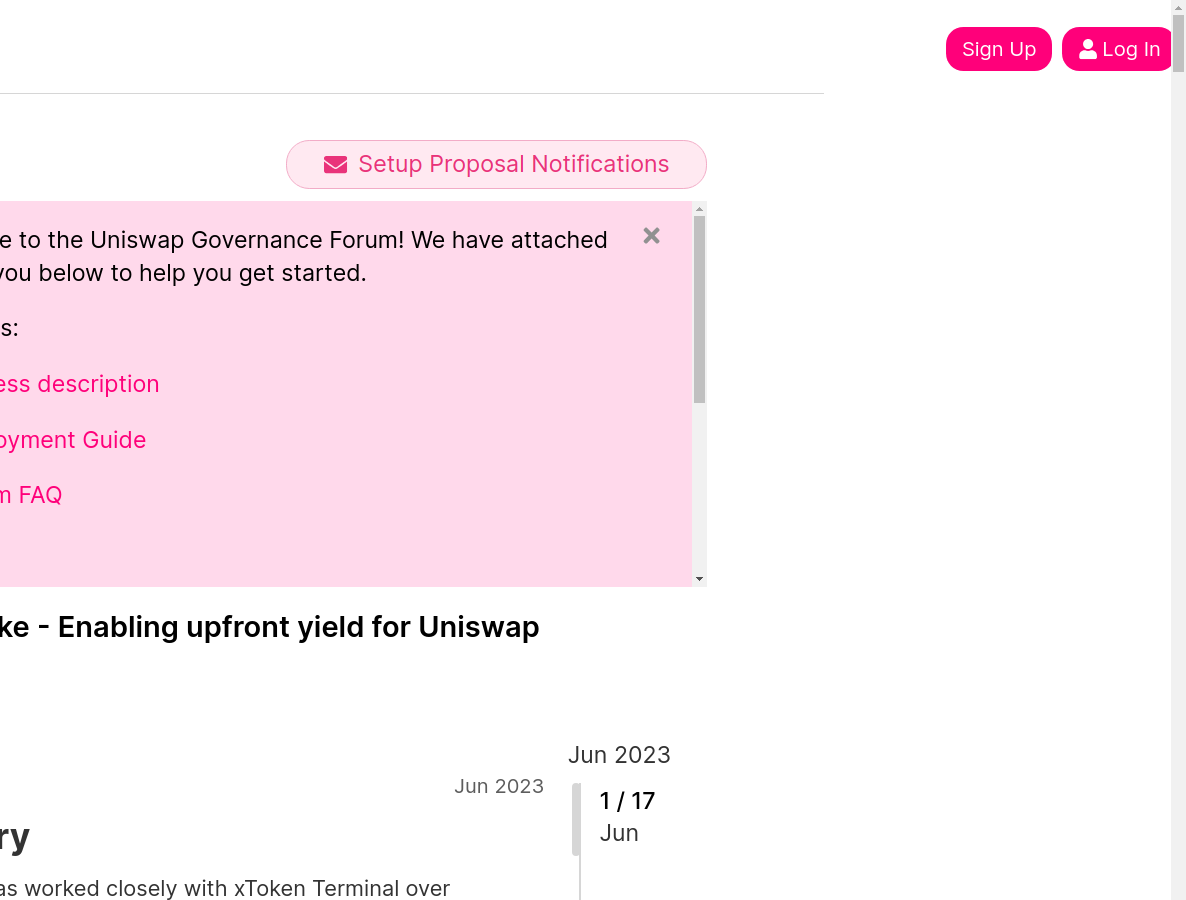 Sign Up
Log In
Setup Proposal Notifications
e to the Uniswap Governance Forum! We have attached
you below to help you get started.
s:
ess description
oyment Guide
m FAQ
ke - Enabling upfront yield for Uniswap
Jun 2023
Jun 2023
1 / 17
Jun
ry
as worked closely with xToken Terminal over